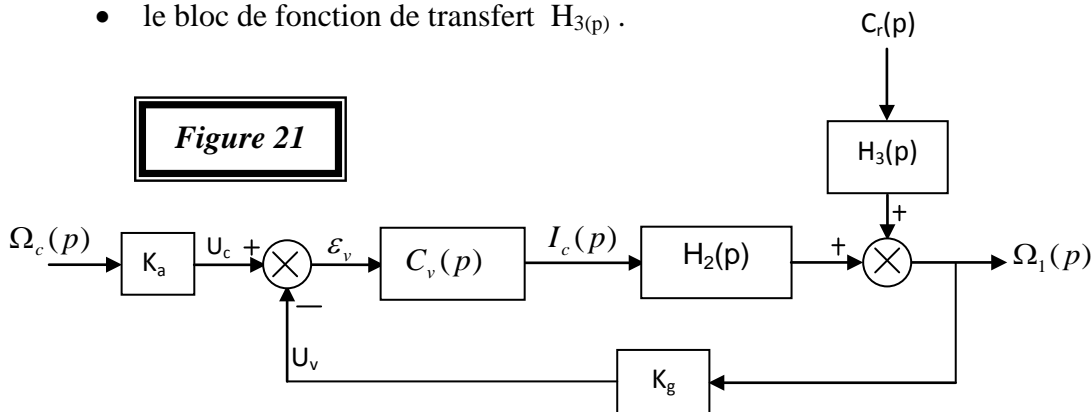 • le bloc de fonction de transfert H3(p) .
Cr(p)
Figure 21
H3(p)
+
Ωc(p)
Ka
Uc
+
εv
Cv(p)
Ic(p)
H2(p)
+
Ω1(p)
—
Uv
Kg